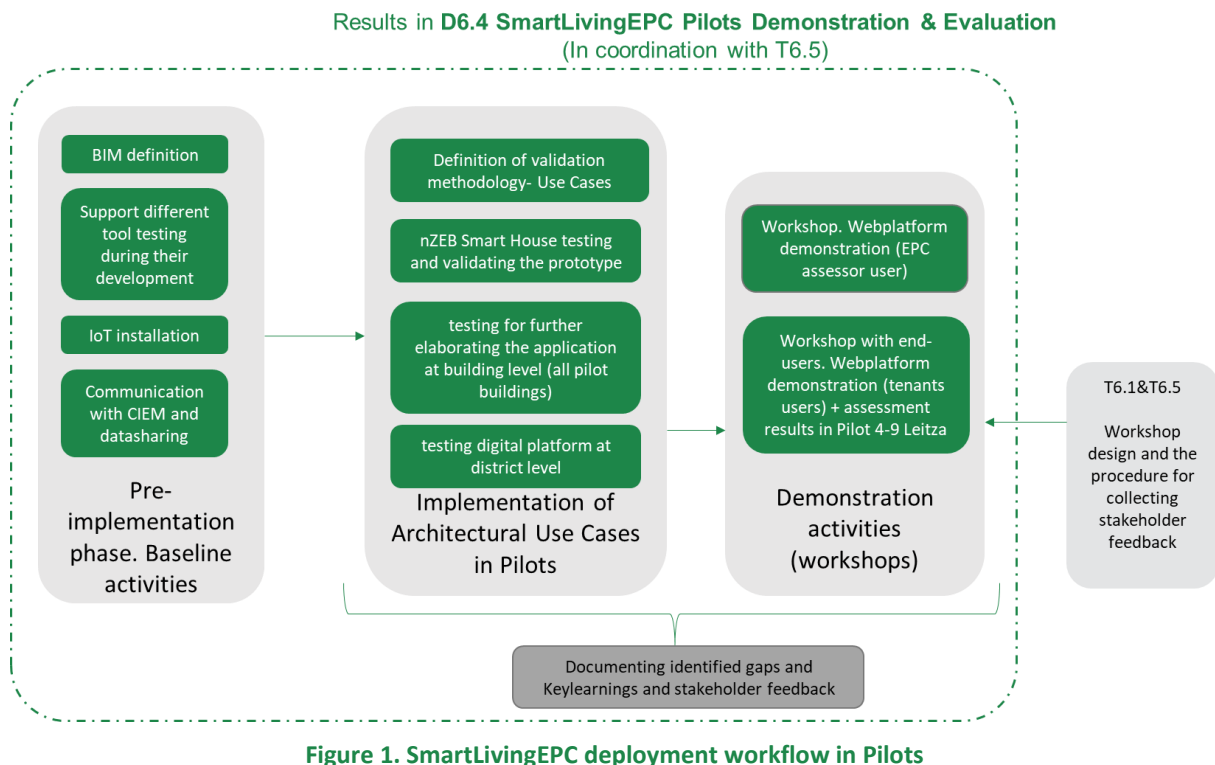 Results in D6.4 SmartLivingEPC Pilots Demonstration & Evaluation
(In coordination with T6.5)
BIM definition
Support different
tool testing
during their
development
IoT installation
Communication
with CIEM and
datasharing
Pre-
implementation
phase. Baseline
activities
Definition of validation
methodology- Use Cases
nZEB Smart House testing
and validating the prototype
testing for further
elaborating the application
at building level (all pilot
buildings)
testing digital platform at
district level
Implementation of
Architectural Use Cases
in Pilots
Workshop. Webplatform
demonstration (EPC
assessor user)
Workshop with end-
users. Webplatform
demonstration (tenants
users) + assessment
results in Pilot 4-9 Leitza
Demonstration
activities
(workshops)
T6.1&T6.5
Workshop
design and the
procedure for
collecting
stakeholder
feedback
Documenting identified gaps and
Keylearnings and stakeholder feedback
Figure 1. SmartLivingEPC deployment workflow in Pilots